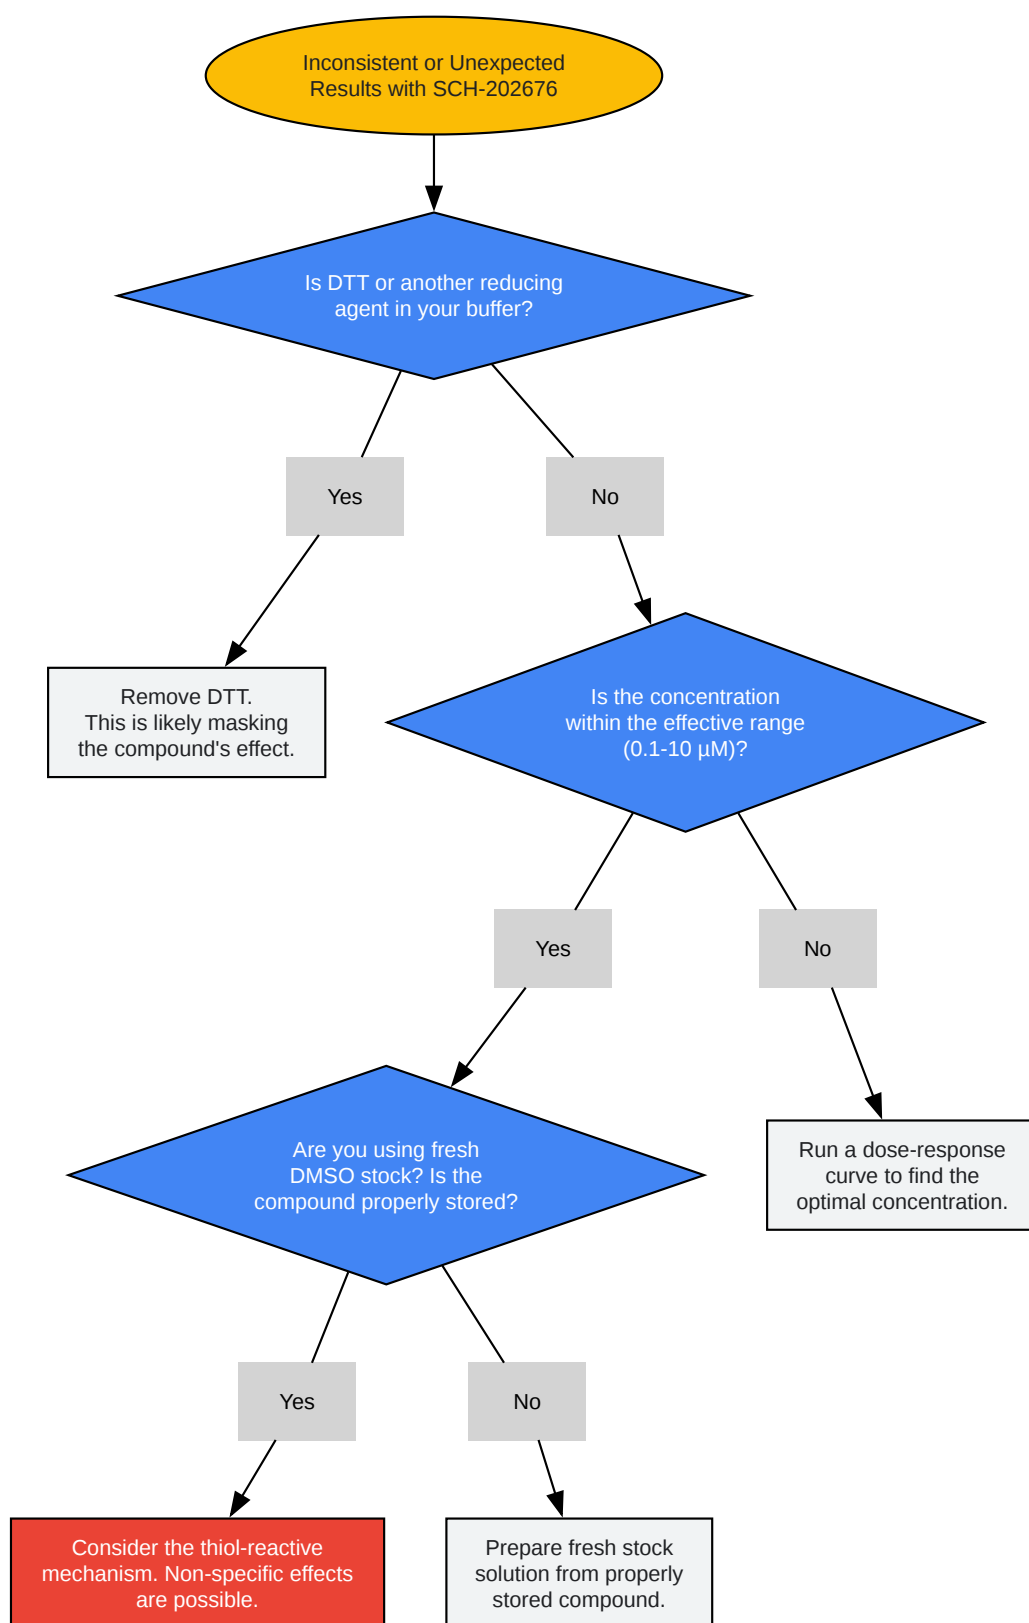 Inconsistent or Unexpected
Results with SCH-202676
Is DTT or another reducing
agent in your buffer?
Yes
No
Remove DTT.
This is likely masking
the compound's effect.
Is the concentration
within the effective range
(0.1-10 µM)?
Yes
No
Are you using fresh
DMSO stock? Is the
compound properly stored?
Run a dose-response
curve to find the
optimal concentration.
Yes
No
Consider the thiol-reactive
mechanism. Non-specific effects
are possible.
Prepare fresh stock
solution from properly
stored compound.